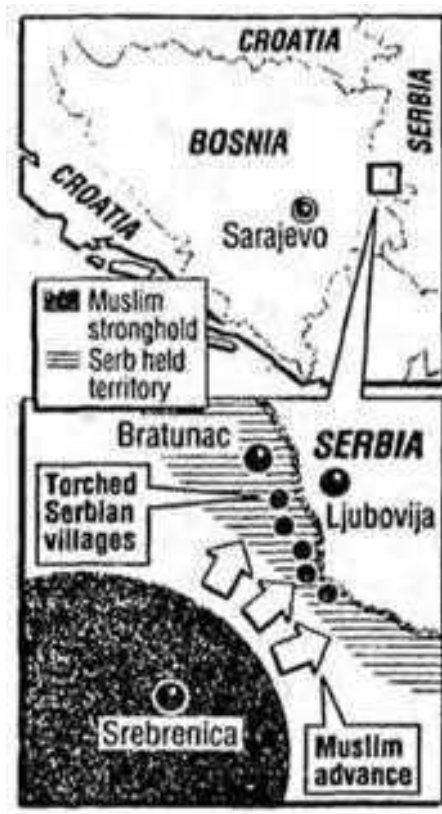 CROATIA
SERBIA
BOSNIA
CROATIA
Sarajevo
Muslim
stronghold
Serb held
territory
Bratunac
SERBIA
Torched
Serbian
villages
Ljubovija
Srebrenica
Muslim
advance